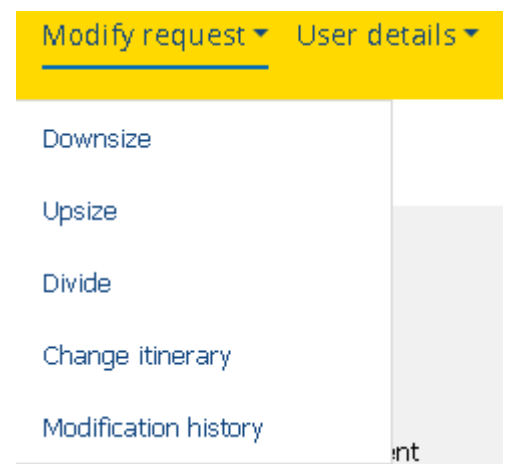 Modify request User details
Downsize
Upsize
Divide
Change itinerary
Modification history